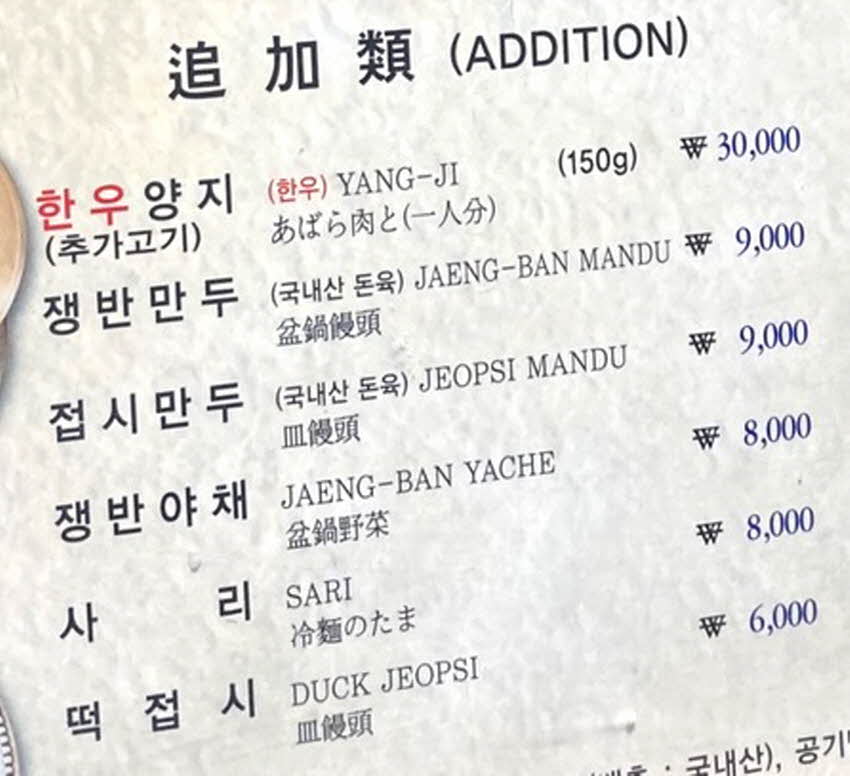 追加類 (ADDITION)
한우양지 (한우) YANG-JI (150g) ₩ 30,000
(추가고기) あばら肉と(一人分)
쟁반만두 (국내산 돈육) JAENG-BAN MANDU ₩ 9,000
盆鍋饅頭
접시만두 (국내산 돈육) JEOPSI MANDU ₩ 9,000
皿饅頭
쟁반야채 JAENG-BAN YACHE ₩ 8,000
盆鍋野菜
사리 SARI ₩ 8,000
冷麵のたま
떡접시 DUCK JEOPSI ₩ 6,000
皿饅頭
: 국내산), 공기